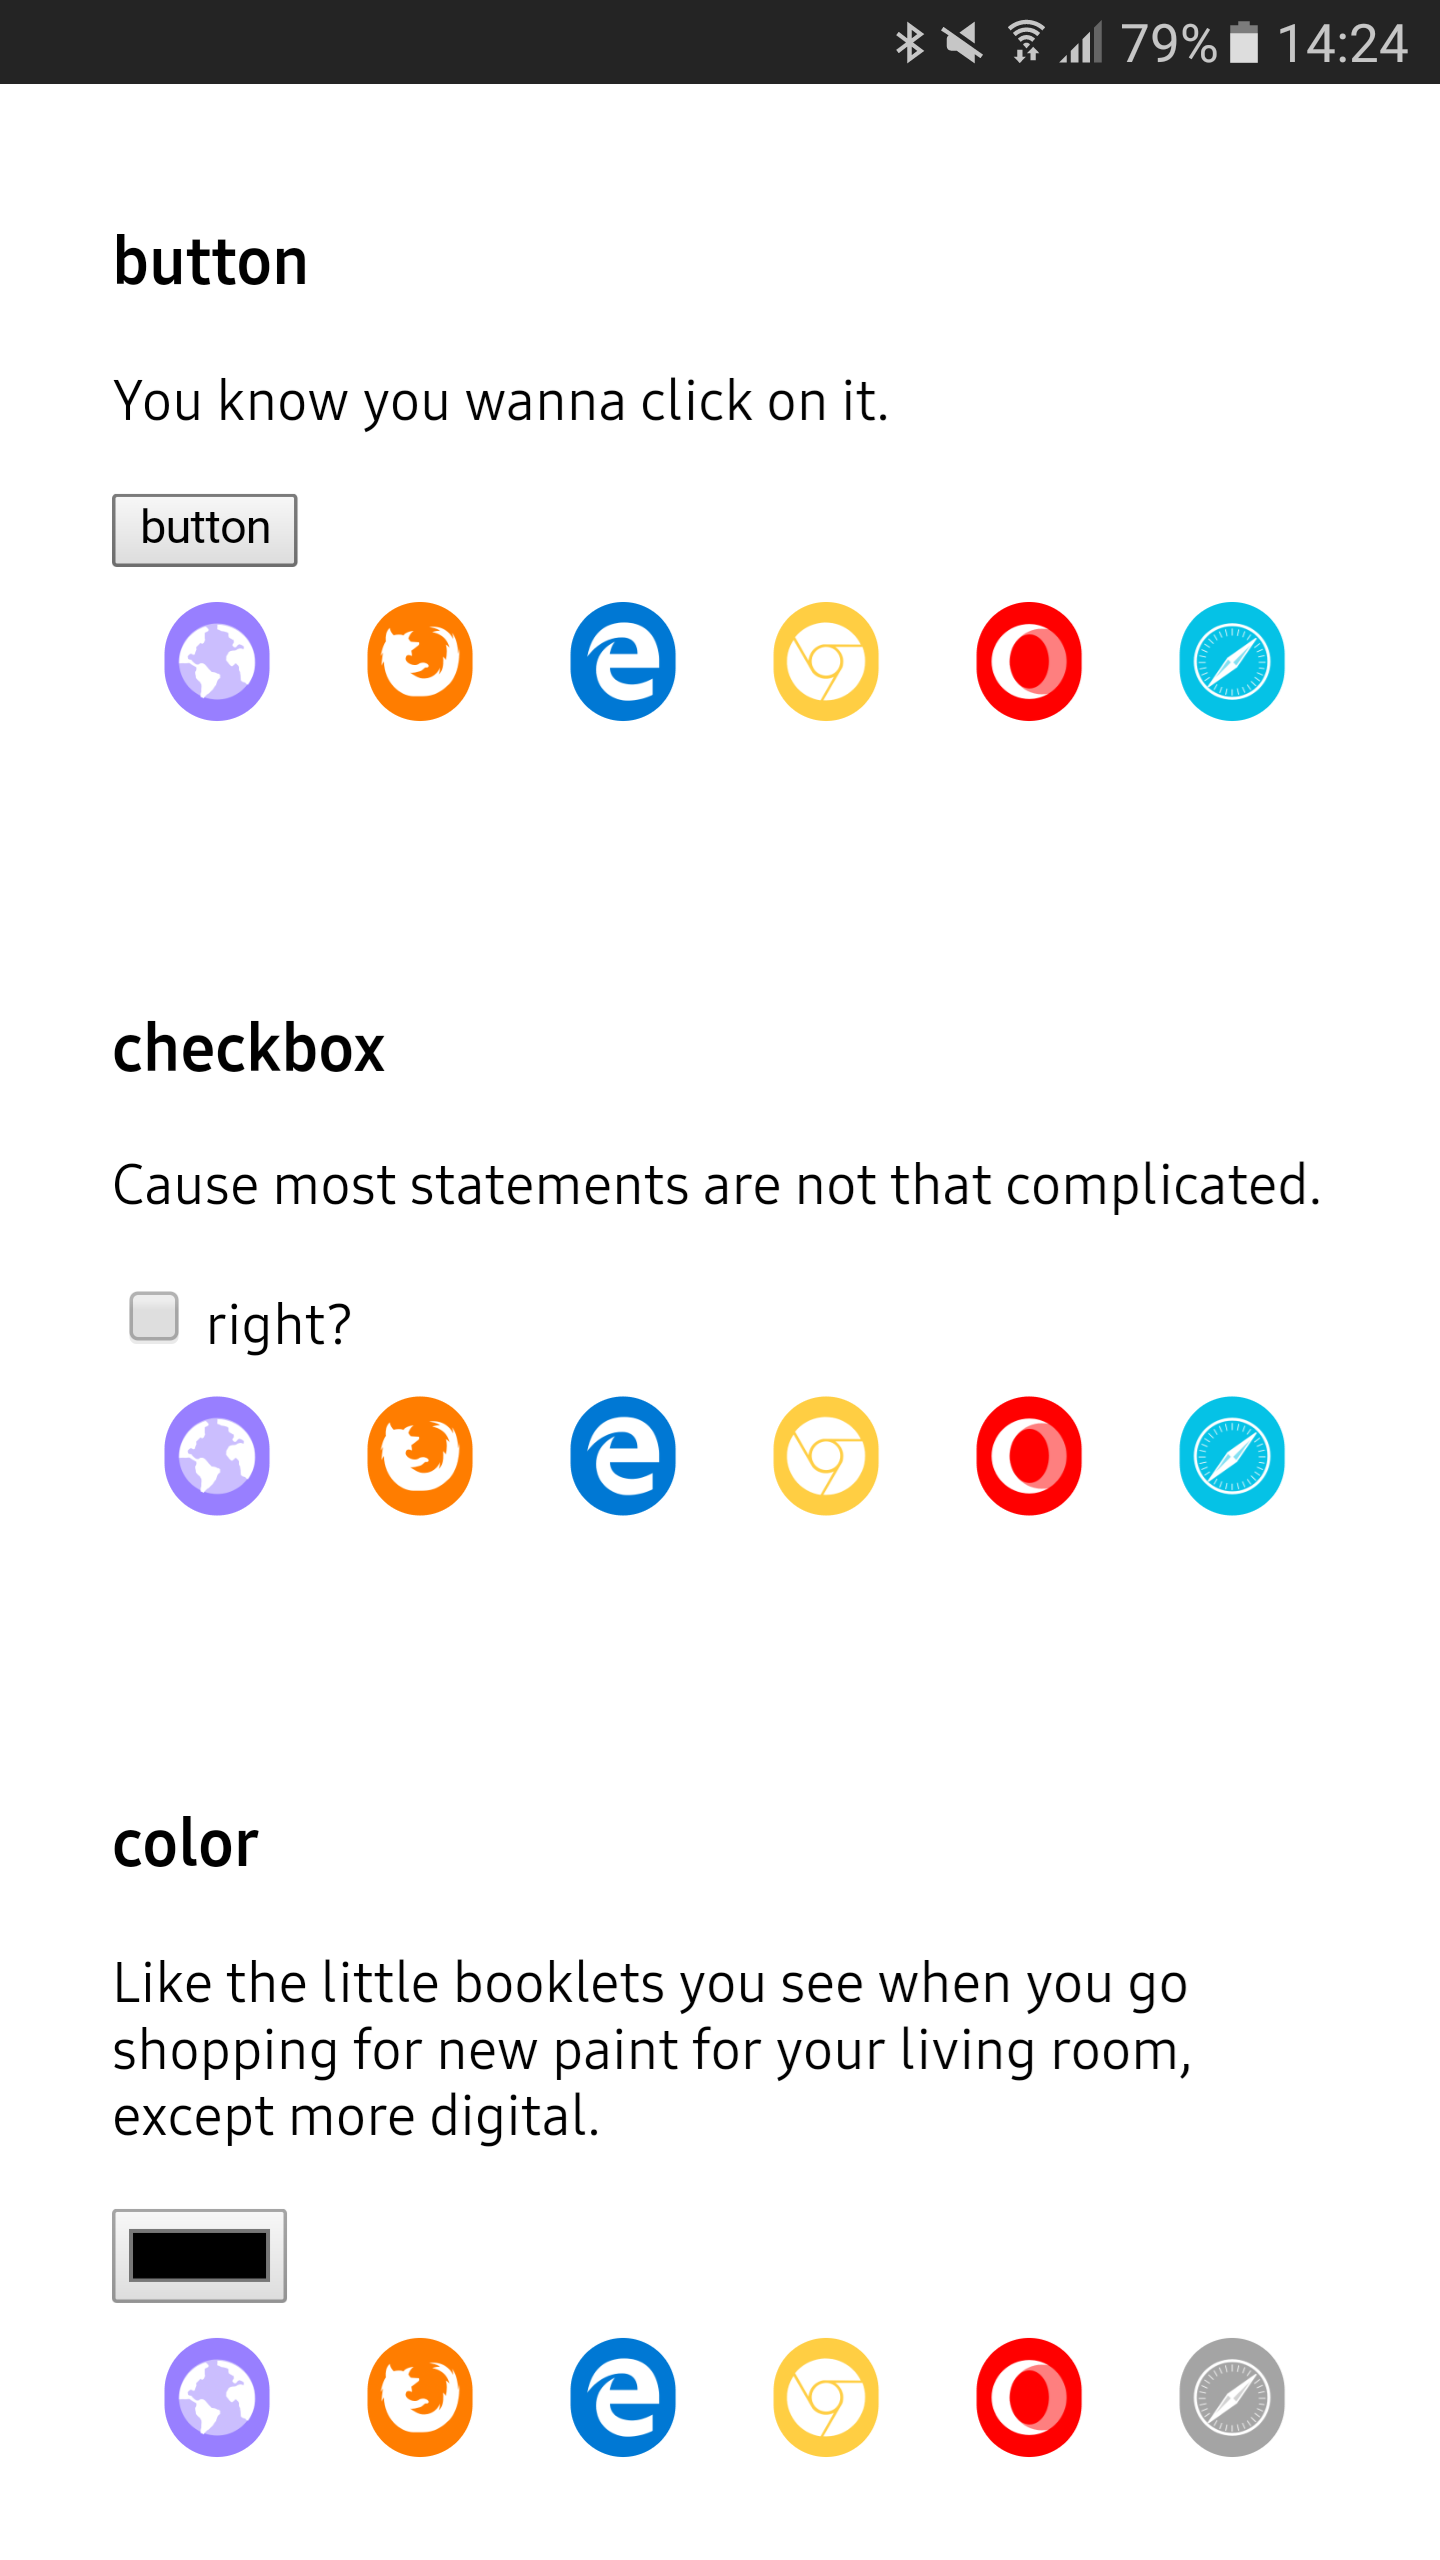 79% 14:24
button
You know you wanna click on it.
button
checkbox
Cause most statements are not that complicated.
right?
color
Like the little booklets you see when you go
shopping for new paint for your living room,
except more digital.